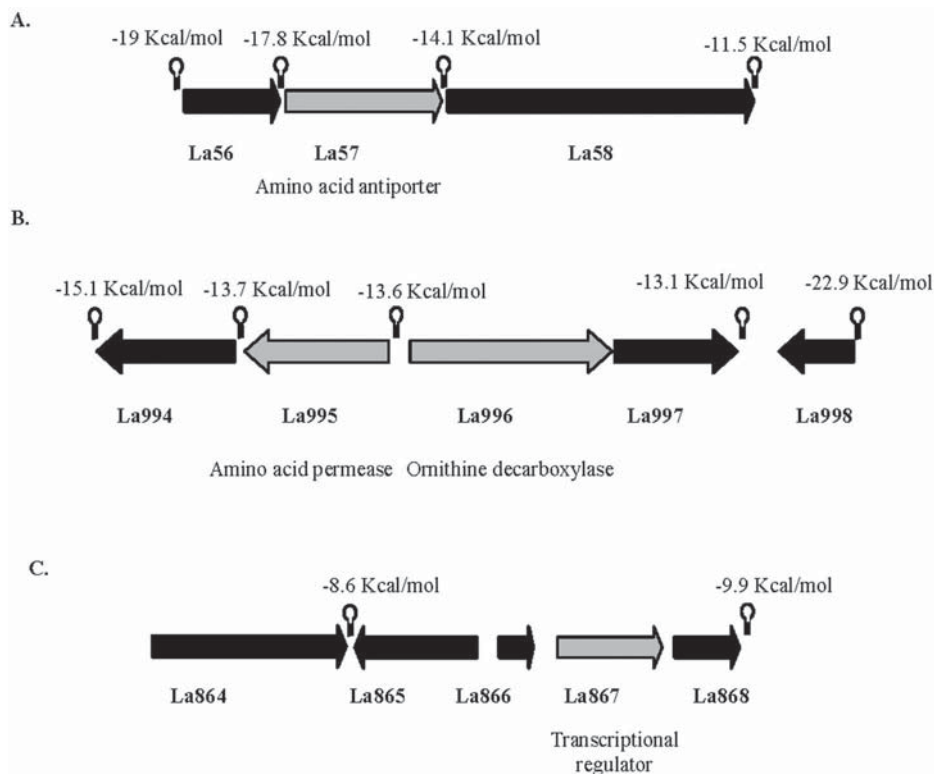 A.
-19 Kcal/mol -17.8 Kcal/mol -14.1 Kcal/mol -11.5 Kcal/mol
La56 La57 La58
Amino acid antiporter
B.
-15.1 Kcal/mol -13.7 Kcal/mol -13.6 Kcal/mol -13.1 Kcal/mol -22.9 Kcal/mol
La994 La995 La996 La997 La998
Amino acid permease Ornithine decarboxylase
C.
-8.6 Kcal/mol -9.9 Kcal/mol
La864 La865 La866 La867 La868
Transcriptional
regulator